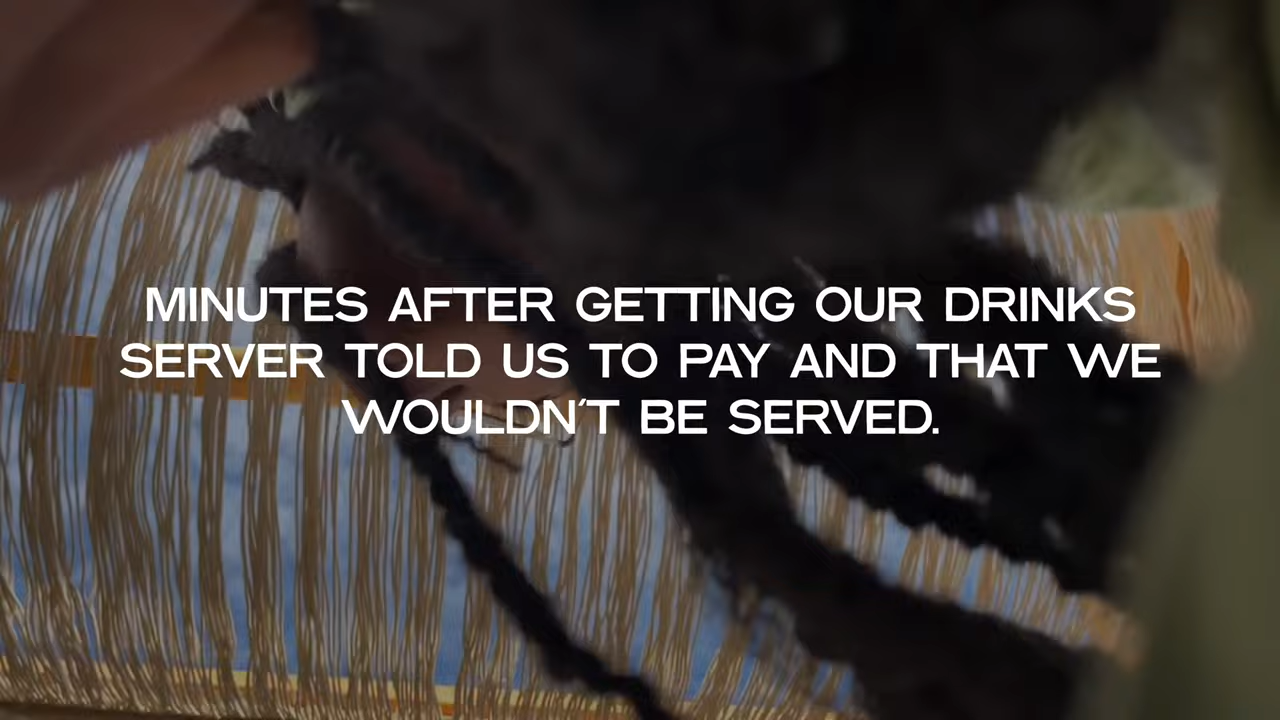 MINUTES AFTER GETTING OUR DRINKS
SERVER TOLD US TO PAY AND THAT WE
WOULDN'T BE SERVED.